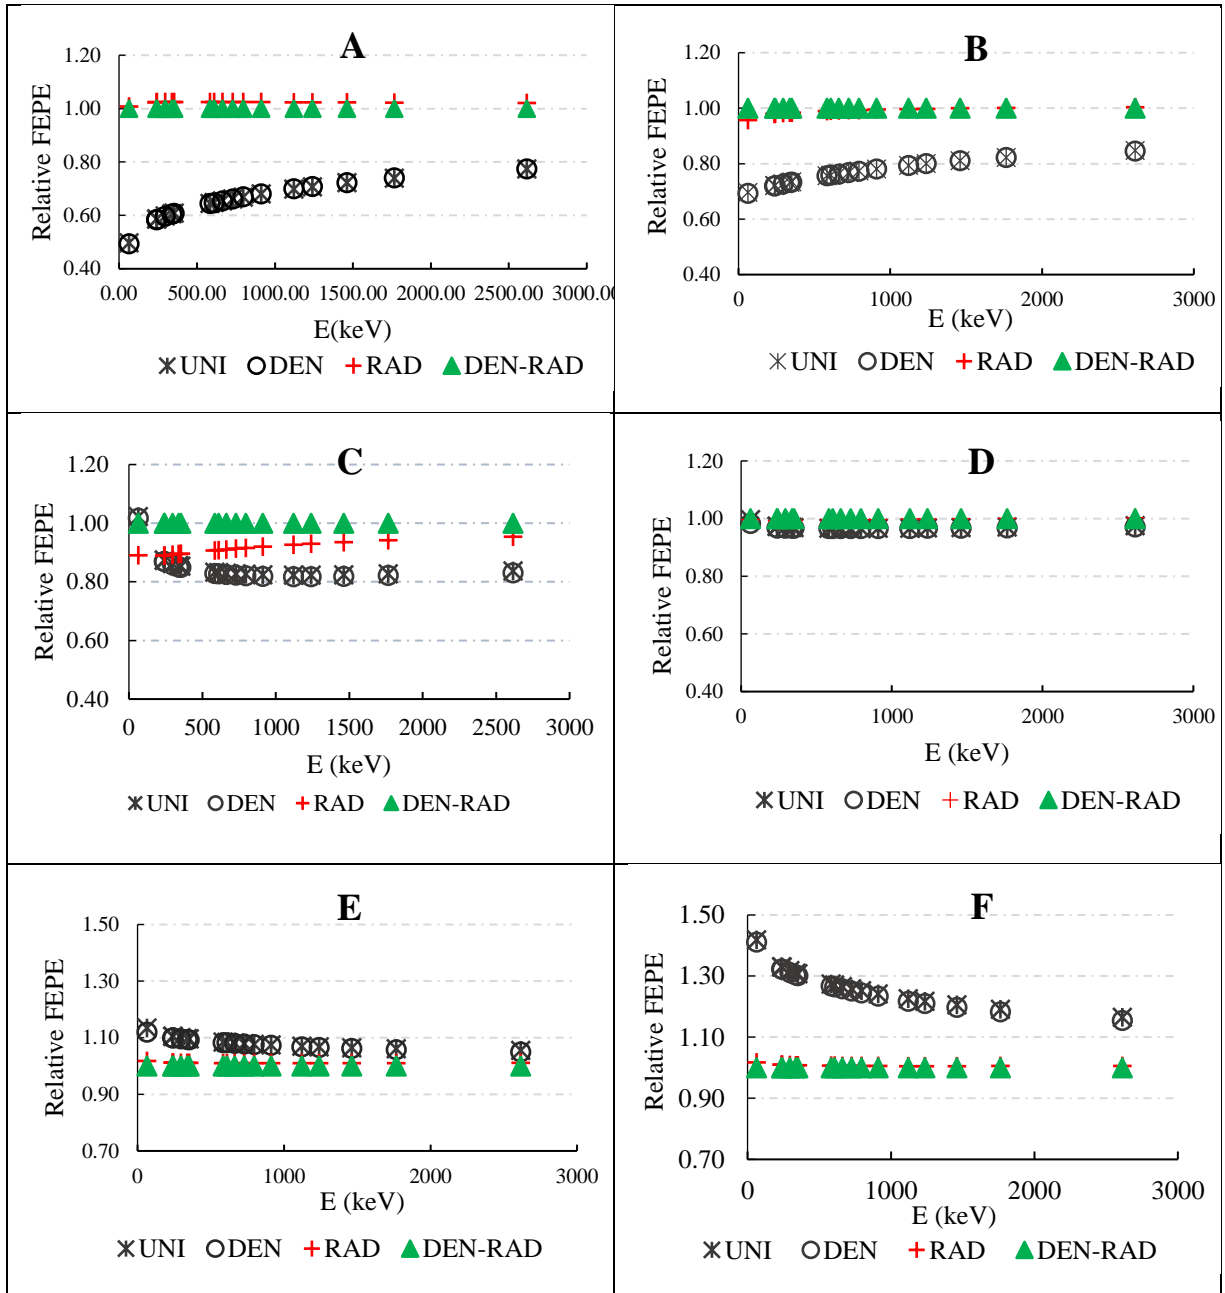 A
Relative FEPE
1.20
1.00
0.80
0.60
0.40
0.00 500.00 1000.00 1500.00 2000.00 2500.00 3000.00
E(keV)
UNI DEN RAD DEN-RAD
B
Relative FEPE
1.20
1.00
0.80
0.60
0.40
0 1000 2000 3000
E (keV)
UNI DEN RAD DEN-RAD
C
Relative FEPE
1.20
1.00
0.80
0.60
0.40
0 500 1000 1500 2000 2500 3000
E (keV)
UNI DEN RAD DEN-RAD
D
Relative FEPE
1.20
1.00
0.80
0.60
0.40
0 1000 2000 3000
E (keV)
UNI DEN RAD DEN-RAD
E
Relative FEPE
1.50
1.30
1.10
0.90
0.70
0 1000 2000 3000
E (keV)
UNI DEN RAD DEN-RAD
F
Relative FEPE
1.50
1.30
1.10
0.90
0.70
0 1000 2000 3000
E (keV)
UNI DEN RAD DEN-RAD